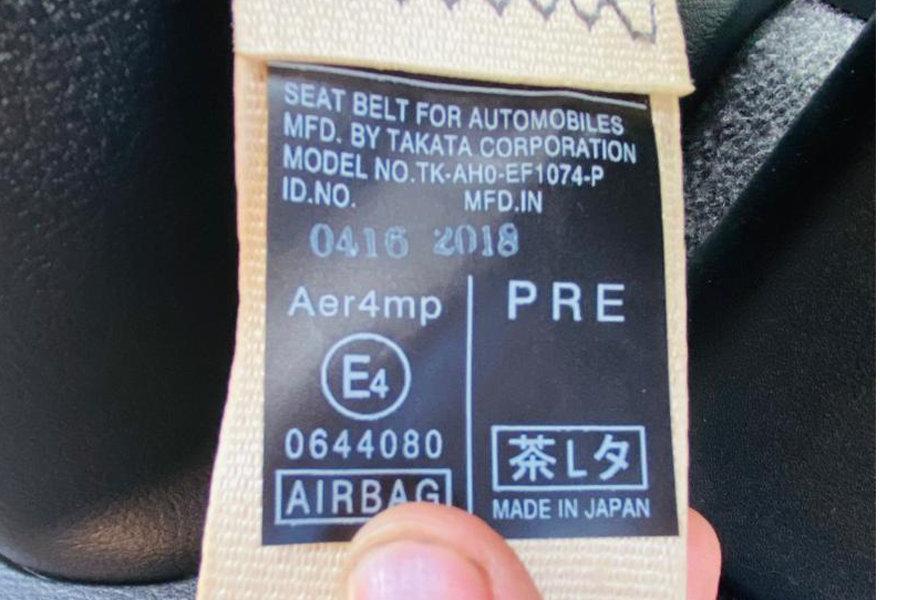 SEAT BELT FOR AUTOMOBILES
MFD. BY TAKATA CORPORATION
MODEL NO.TK-AH0-EF1074-P
ID.NO. MFD.IN
0416 2018
Aer4mp
E4
0644080
AIRBAG
PRE
茶Lタ
MADE IN JAPAN